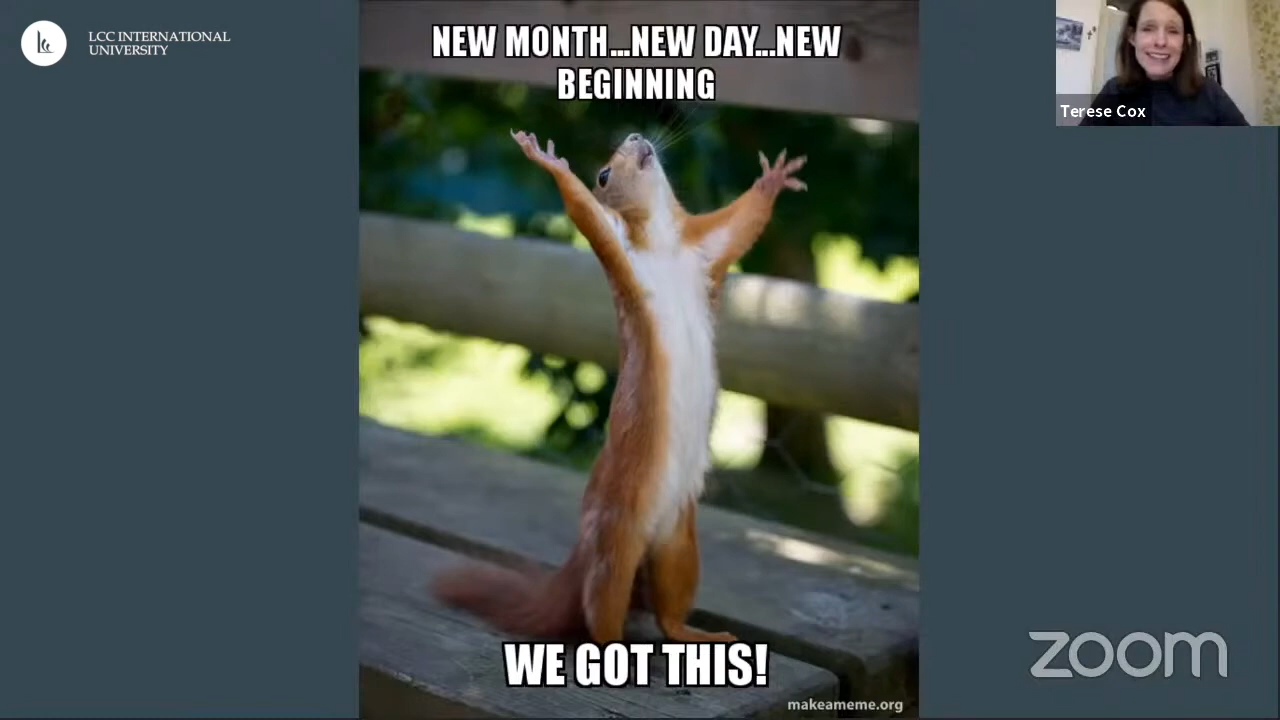 LCC INTERNATIONAL
UNIVERSITY
NEW MONTH...NEW DAY...NEW
BEGINNING
Terese Cox
WE GOT THIS!
zoom
makeameme.org